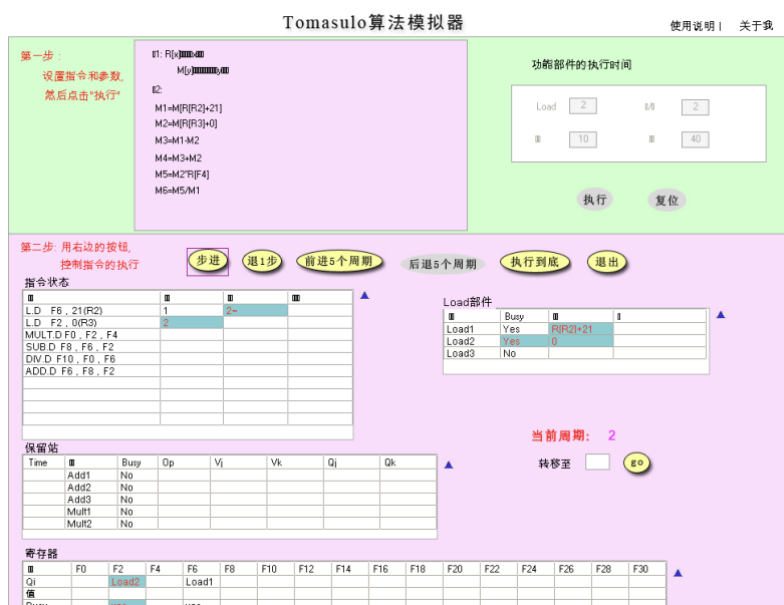 Tomasulo算法模拟器
使用说明 | 关于我
第一步：
设置指令和参数,
然后点击"执行"
1: R[x]
M[y]
2:
M1=M[R[R2]+21]
M2=M[R[R3]+0]
M3=M1-M2
M4=M3+M2
M5=M2*R[F4]
M6=M5/M1
功能部件的执行时间
Load 2 2
10 40
执行 复位
第二步: 用右边的按钮,
控制指令的执行
步进 退1步 前进5个周期 后退5个周期 执行到底 退出
指令状态
L.D F6 , 21(R2) 1 2~
L.D F2 , 0(R3) 2
MULT.D F0 , F2 , F4
SUB.D F8 , F6 , F2
DIV.D F10 , F0 , F6
ADD.D F6 , F8 , F2
Load部件
Busy
Load1 Yes R[R2]+21
Load2 Yes 0
Load3 No
当前周期: 2
转移至 go
保留站
Time Busy Op Vj Vk Qj Qk
Add1 No
Add2 No
Add3 No
Mult1 No
Mult2 No
寄存器
F0 F2 F4 F6 F8 F10 F12 F14 F16 F18 F20 F22 F24 F26 F28 F30
Qi Load2 Load1
值